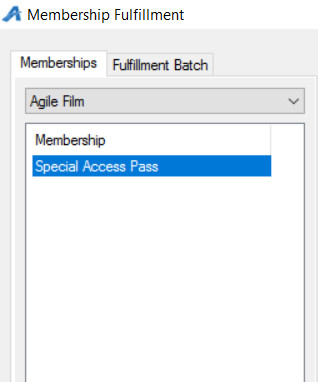 Membership Fulfillment
Memberships Fulfillment Batch
Agile Film
Membership
Special Access Pass